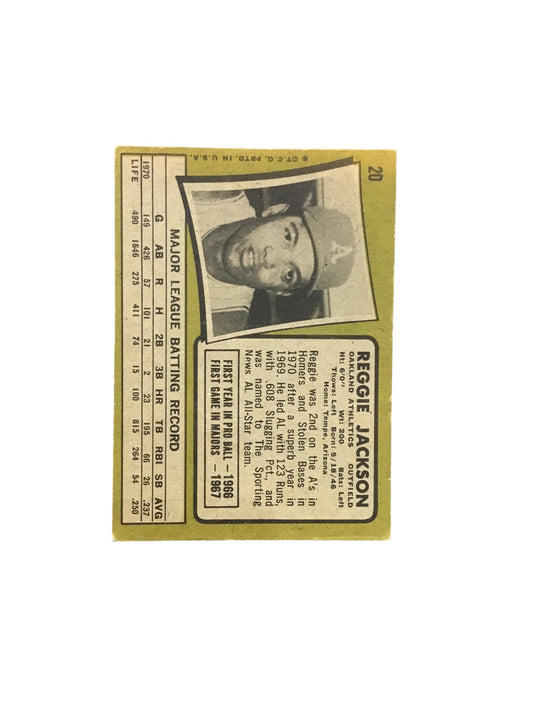 20
REGGIE JACKSON
OAKLAND ATHLETICS OUTFIELD
Ht: 6'0" Wt: 200 Bats: Left
Thows: Left Born: 5/18/46
Home: Tempe, Arizona
Reggie was 2nd on the A's in
Homers and Stolen Bases in
1970 after a superb year in
1969. He led AL with 123 Runs,
with .608 Slugging Pct. and
was named to The Sporting
News AL All-Star team.
FIRST YEAR IN PRO BALL —1966
FIRST GAME IN MAJORS —1967
A
*©T.C.G. PRTD. IN U.S.A.
MAJOR LEAGUE BATTING RECORD
G AB R H 2B 3B HR TB RBI SB AVG
1970 149 426 57 101 21 2 23 195 66 26 .237
LIFE 490 1646 275 411 74 15 100 815 264 54 .250